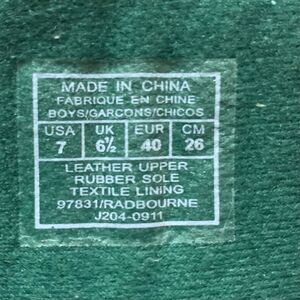 MADE IN CHINA
FABRIQUE EN CHINE
BOYS/GARCONS/CHICOS
USA UK EUR CM
7 6½ 40 26
LEATHER UPPER
RUBBER SOLE
TEXTILE LINING
97831/RADBOURNE
J204-0911